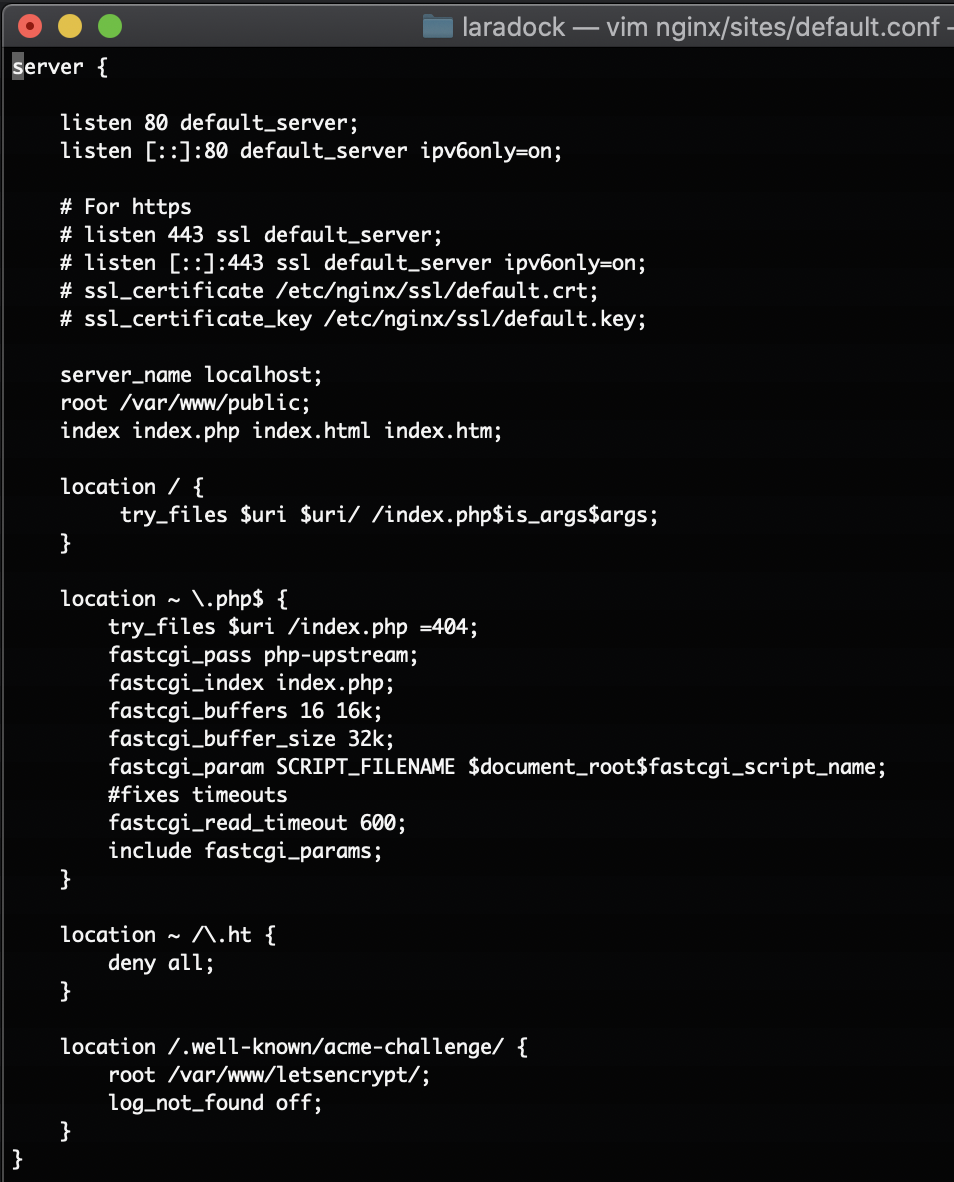 laradock — vim nginx/sites/default.conf –
server {
listen 80 default_server;
listen [::]:80 default_server ipv6only=on;
# For https
# listen 443 ssl default_server;
# listen [::]:443 ssl default_server ipv6only=on;
# ssl_certificate /etc/nginx/ssl/default.crt;
# ssl_certificate_key /etc/nginx/ssl/default.key;
server_name localhost;
root /var/www/public;
index index.php index.html index.htm;
location / {
try_files $uri $uri/ /index.php$is_args$args;
}
location ~ \.php$ {
try_files $uri /index.php =404;
fastcgi_pass php-upstream;
fastcgi_index index.php;
fastcgi_buffers 16 16k;
fastcgi_buffer_size 32k;
fastcgi_param SCRIPT_FILENAME $document_root$fastcgi_script_name;
#fixes timeouts
fastcgi_read_timeout 600;
include fastcgi_params;
}
location ~ /\.ht {
deny all;
}
location /.well-known/acme-challenge/ {
root /var/www/letsencrypt/;
log_not_found off;
}
}